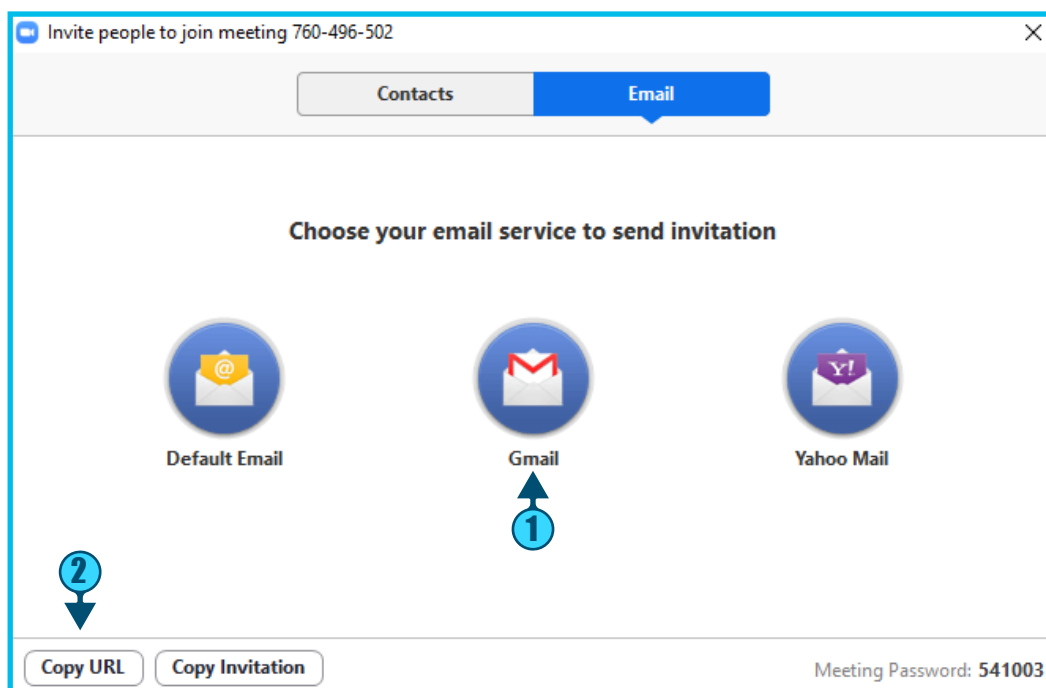 Invite people to join meeting 760-496-502
Contacts Email
Choose your email service to send invitation
@ Y!
Default Email Gmail Yahoo Mail
1
2
Copy URL Copy Invitation Meeting Password: 541003